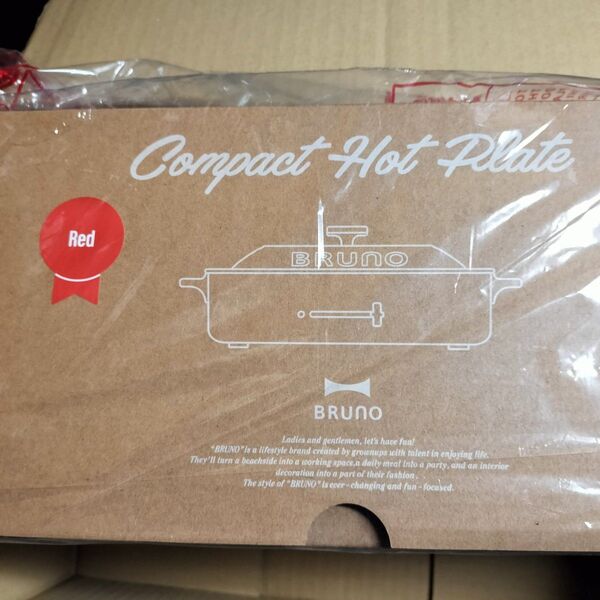 Compact Hot Plate
Red
BRUNO
BRUNO
Ladies and gentlemen, let's have fun!
"BRUNO" is a lifestyle brand created by grownups with talent in enjoying life.
They'll turn a beachside into a working space,a daily meal into a party, and an interior
decoration into a part of their fashion.
The style of "BRUNO" is ever-changing and fun-focused.